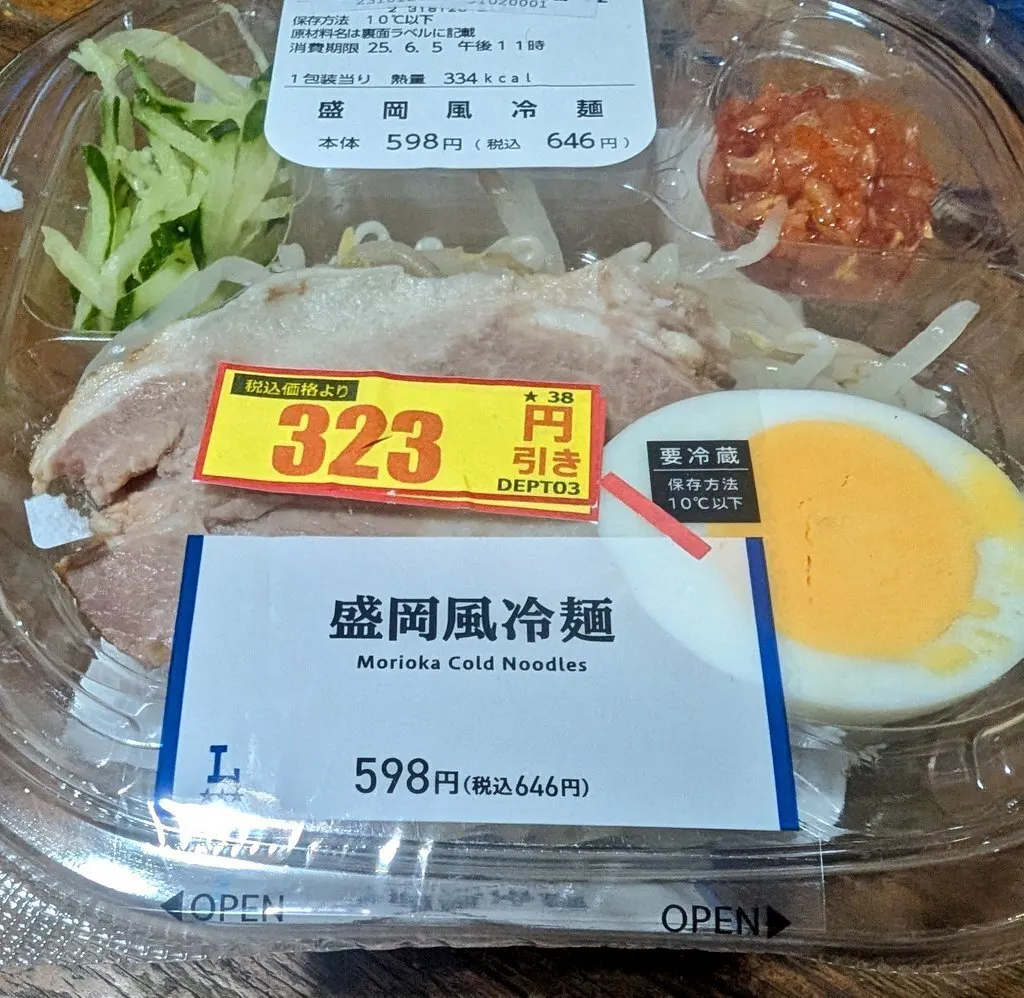 保存方法 10℃以下
原材料名は裏面ラベルに記載
消費期限 25. 6. 5 午後11時
1包装当り 熱量 334kcal
盛岡風冷麺
本体 598円(税込 646円)
税込価格より
★38
323円引き
DEPT03
要冷蔵
保存方法
10℃以下
盛岡風冷麺
Morioka Cold Noodles
L
598円(税込646円)
◀OPEN
OPEN▶